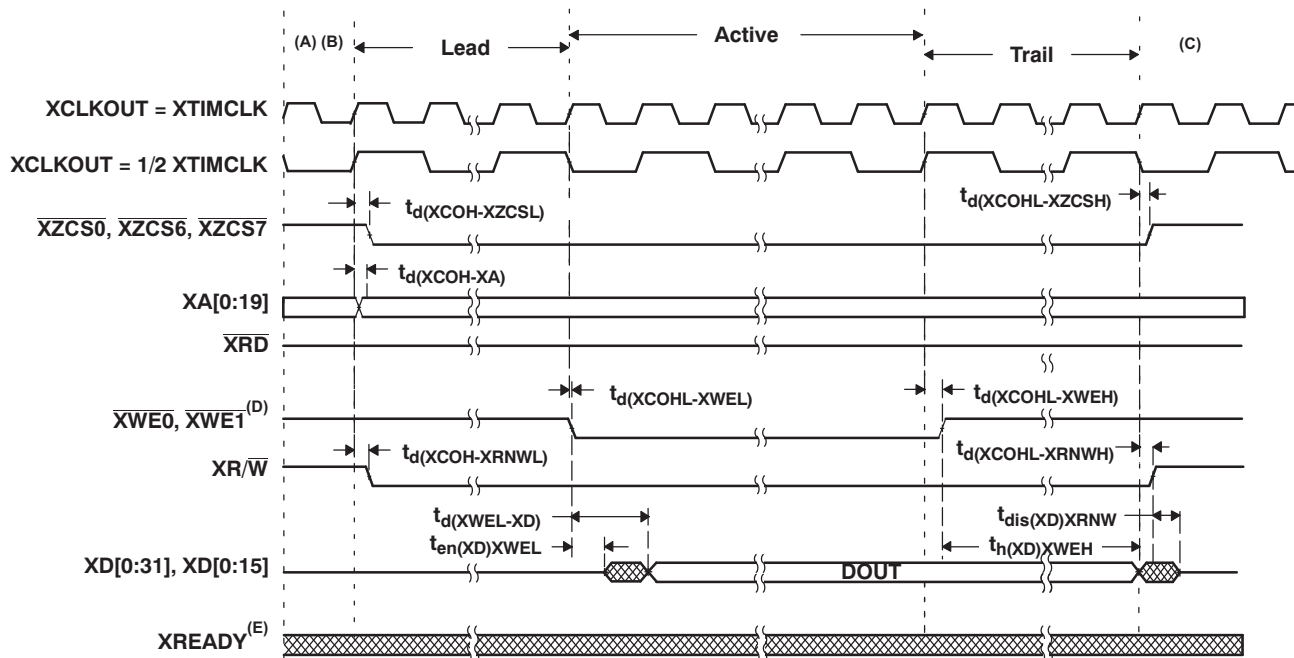 (A) (B)
Lead
Active
Trail
(C)
XCLKOUT = XTIMCLK
XCLKOUT = 1/2 XTIMCLK
td(XCOH-XZCSL)
td(XCOHL-XZCSH)
XZCS0, XZCS6, XZCS7
td(XCOH-XA)
XA[0:19]
XRD
td(XCOHL-XWEL)
td(XCOHL-XWEH)
XWE0, XWE1(D)
td(XCOH-XRNWL)
td(XCOHL-XRNWH)
XR/W
td(XWEL-XD)
tdis(XD)XRNW
ten(XD)XWEL
th(XD)XWEH
XD[0:31], XD[0:15]
DOUT
XREADY(E)